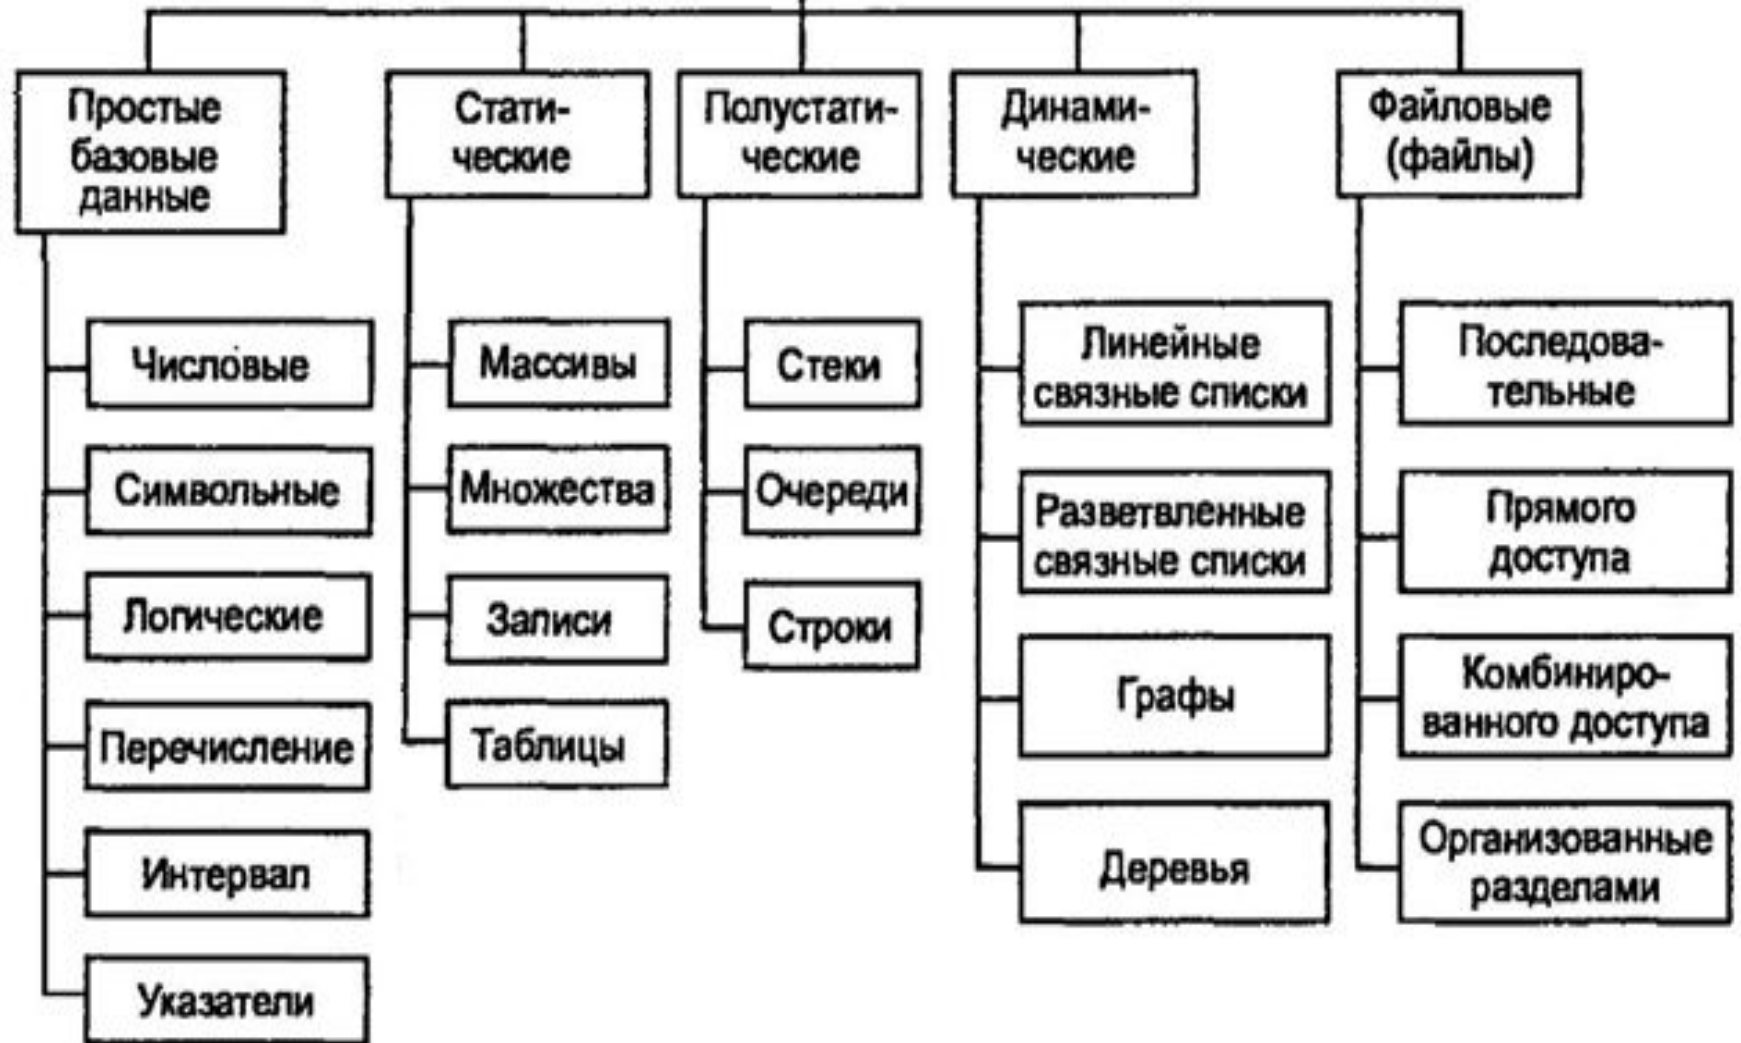 Простые
базовые
данные
Числовые
Символьные
Логические
Перечисление
Интервал
Указатели
Стати-
ческие
Массивы
Множества
Записи
Таблицы
Полустати-
ческие
Стеки
Очереди
Строки
Динами-
ческие
Линейные
связные списки
Разветвленные
связные списки
Графы
Деревья
Файловые
(файлы)
Последова-
тельные
Прямого
доступа
Комбиниро-
ванного доступа
Организованные
разделами